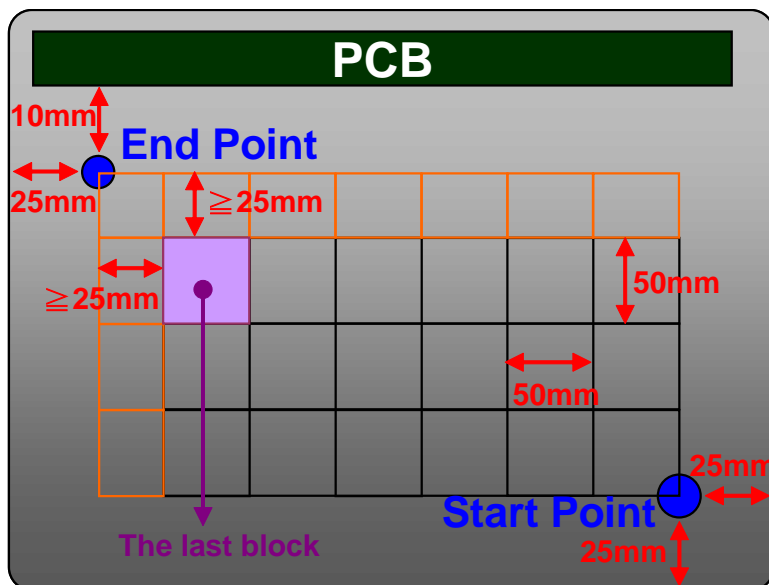 PCB
10mm
End Point
25mm
≧25mm
≧25mm
50mm
50mm
25mm
Start Point
25mm
The last block